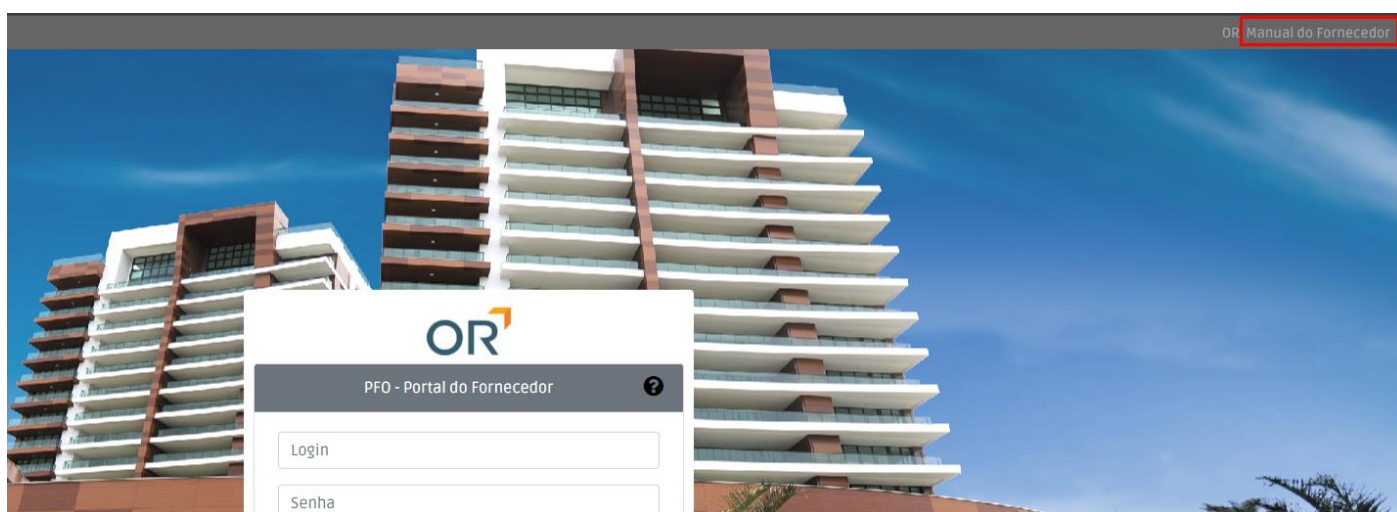 OR Manual do Fornecedor
OR
PFO - Portal do Fornecedor
Login
Senha